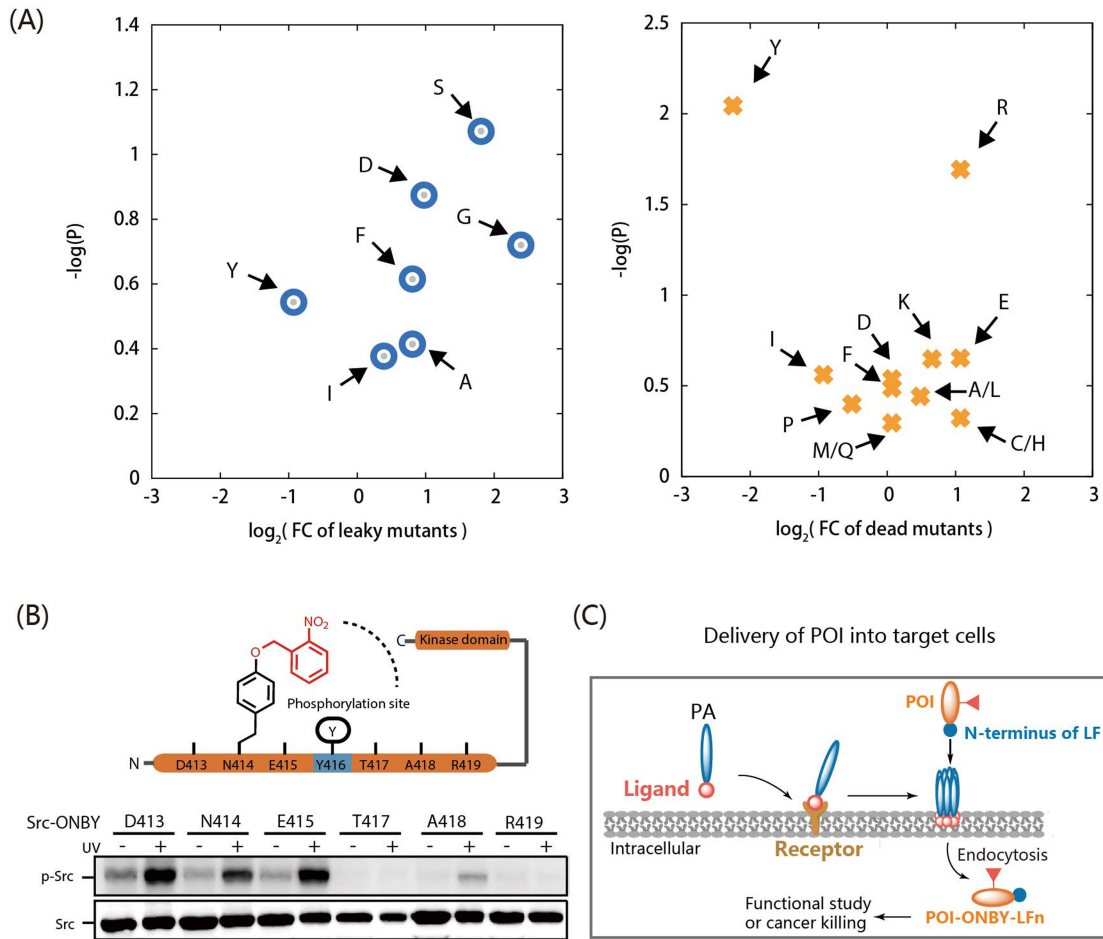 (A)
1.4
1.2
1
0.8
0.6
0.4
0.2
0
-3
-2
-1
0
1
2
3
-log(P)
log2( FC of leaky mutants )
S
D
G
F
Y
I
A
2.5
2
1.5
1
0.5
0
-3
-2
-1
0
1
2
3
-log(P)
log2( FC of dead mutants )
Y
R
K
E
D
I
F
A/L
P
M/Q
C/H
(B)
NO2
O
C
Kinase domain
Phosphorylation site
Y
N
D413 N414 E415 Y416 T417 A418 R419
Src-ONBY D413 N414 E415 T417 A418 R419
UV - + - + - + - + - + - +
p-Src
Src
(C)
Delivery of POI into target cells
POI
PA
N-terminus of LF
Ligand
Intracellular
Receptor
Endocytosis
Functional study
or cancer killing
POI-ONBY-LFn